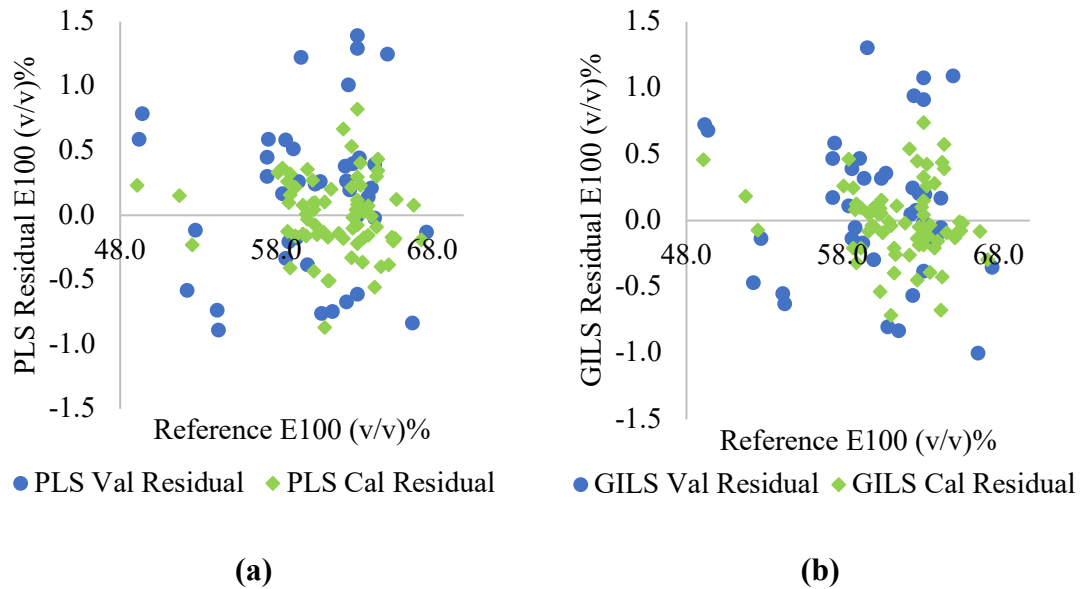 1.5
1.0
0.5
0.0
-0.5
-1.0
-1.5
48.0 58.0 68.0
PLS Residual E100 (v/v)%
Reference E100 (v/v)%
PLS Val Residual PLS Cal Residual
(a)
1.5
1.0
0.5
0.0
-0.5
-1.0
-1.5
48.0 58.0 68.0
GILS Residual E100 (v/v)%
Reference E100 (v/v)%
GILS Val Residual GILS Cal Residual
(b)